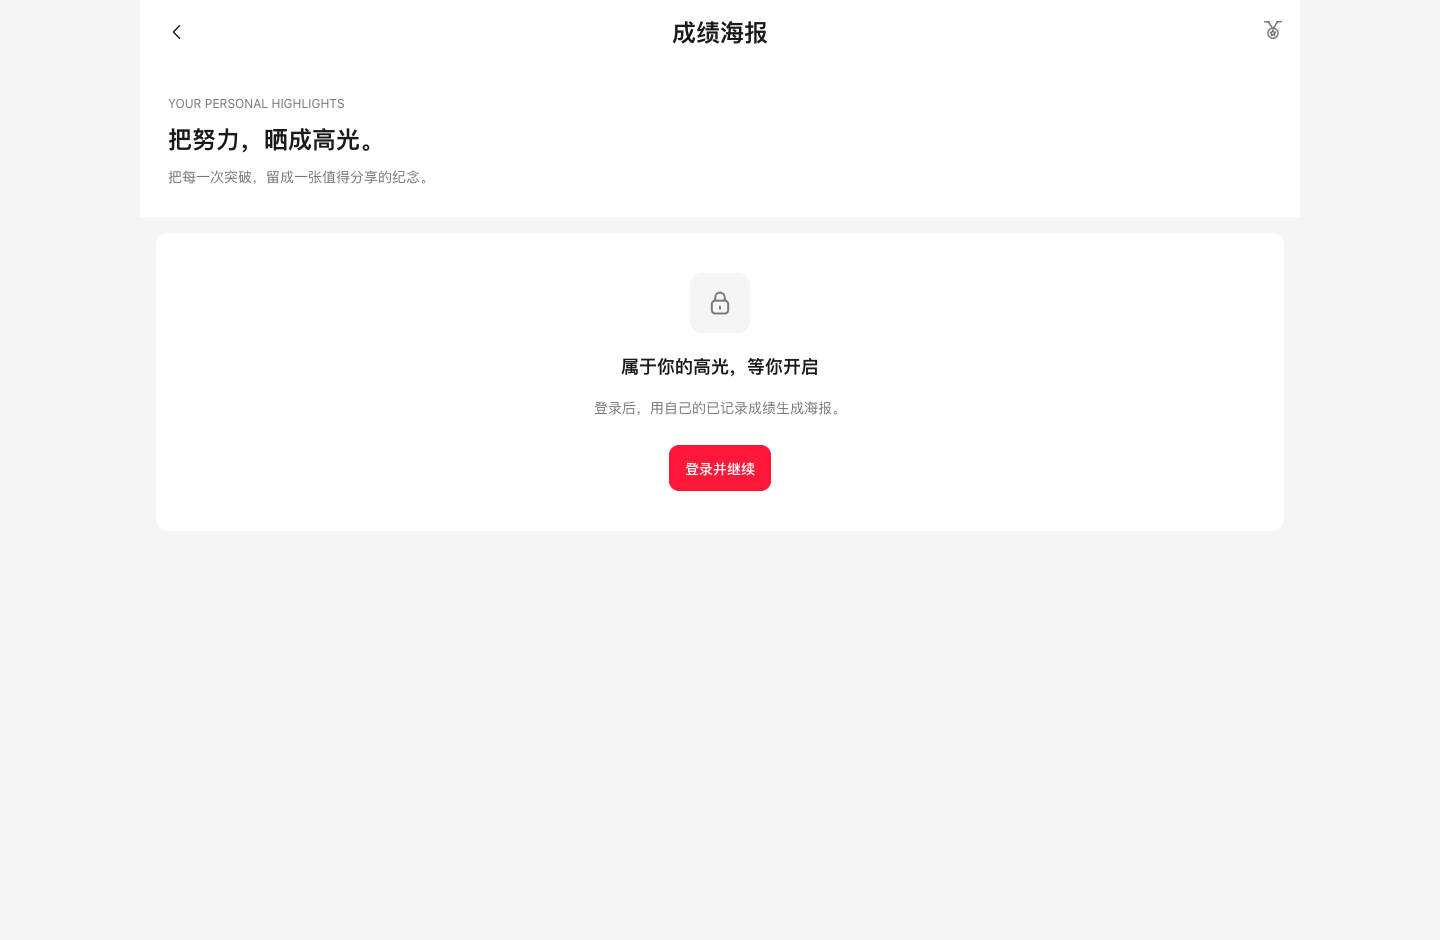 成绩海报
YOUR PERSONAL HIGHLIGHTS
把努力，晒成高光。
把每一次突破，留成一张值得分享的纪念。
属于你的高光，等你开启
登录后，用自己的已记录成绩生成海报。
登录并继续